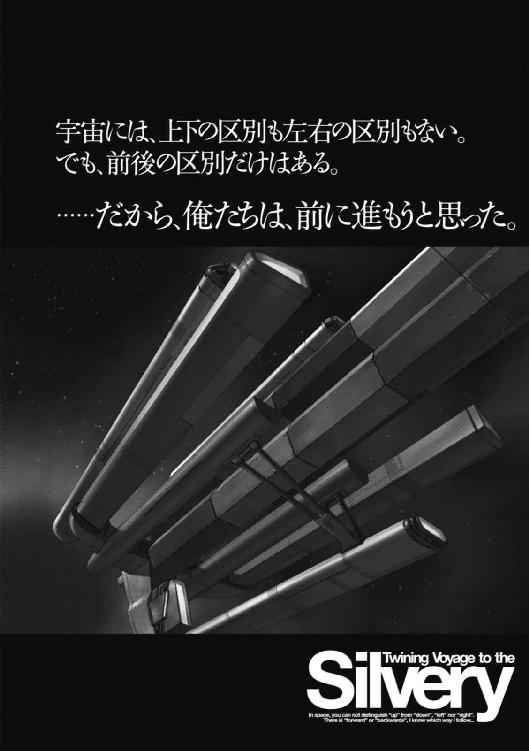 宇宙には、上下の区別も左右の区別もない。
でも、前後の区別だけはある。
……だから、俺たちは、前に進もうと思った。
Twining Voyage to the
Silvery
In space, you can not distinguish "up" from "down", "left" nor "right".
There is "forward" or "backwards", I know which way I follow...